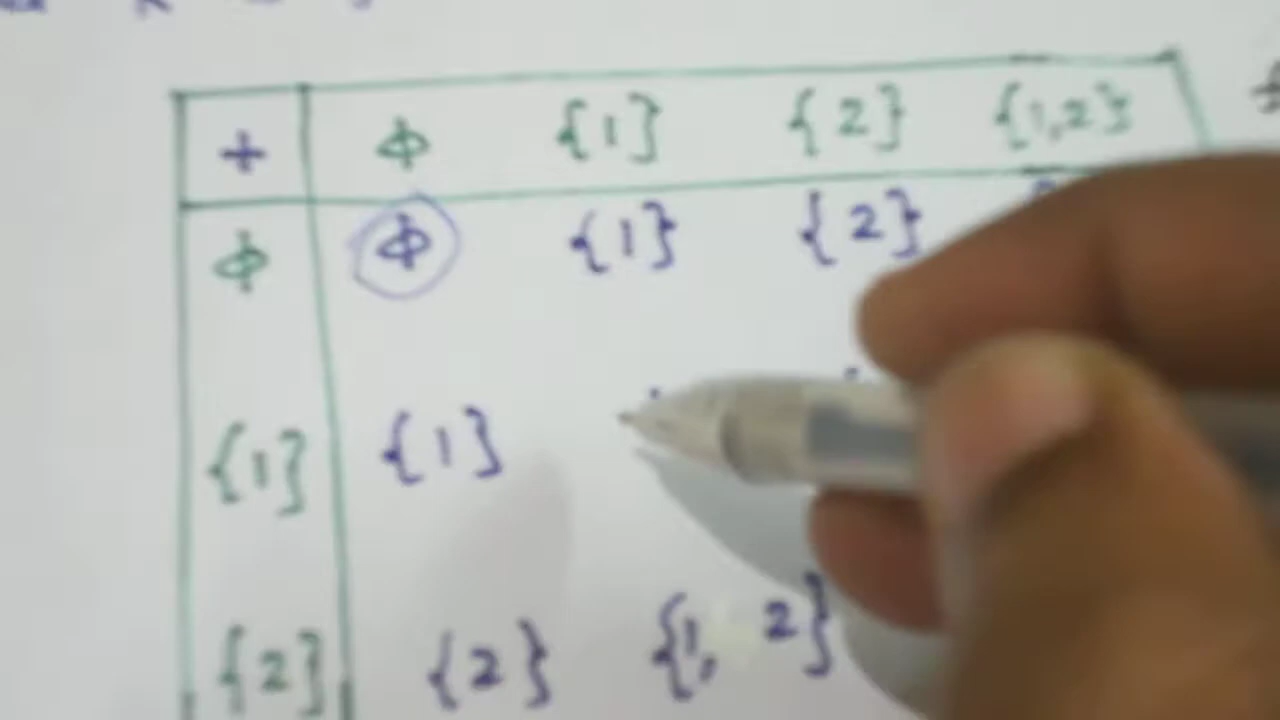 + Φ {1} {2} {1,2}
Φ Φ {1} {2}
{1} {1}
{2} {2} {1, 2}